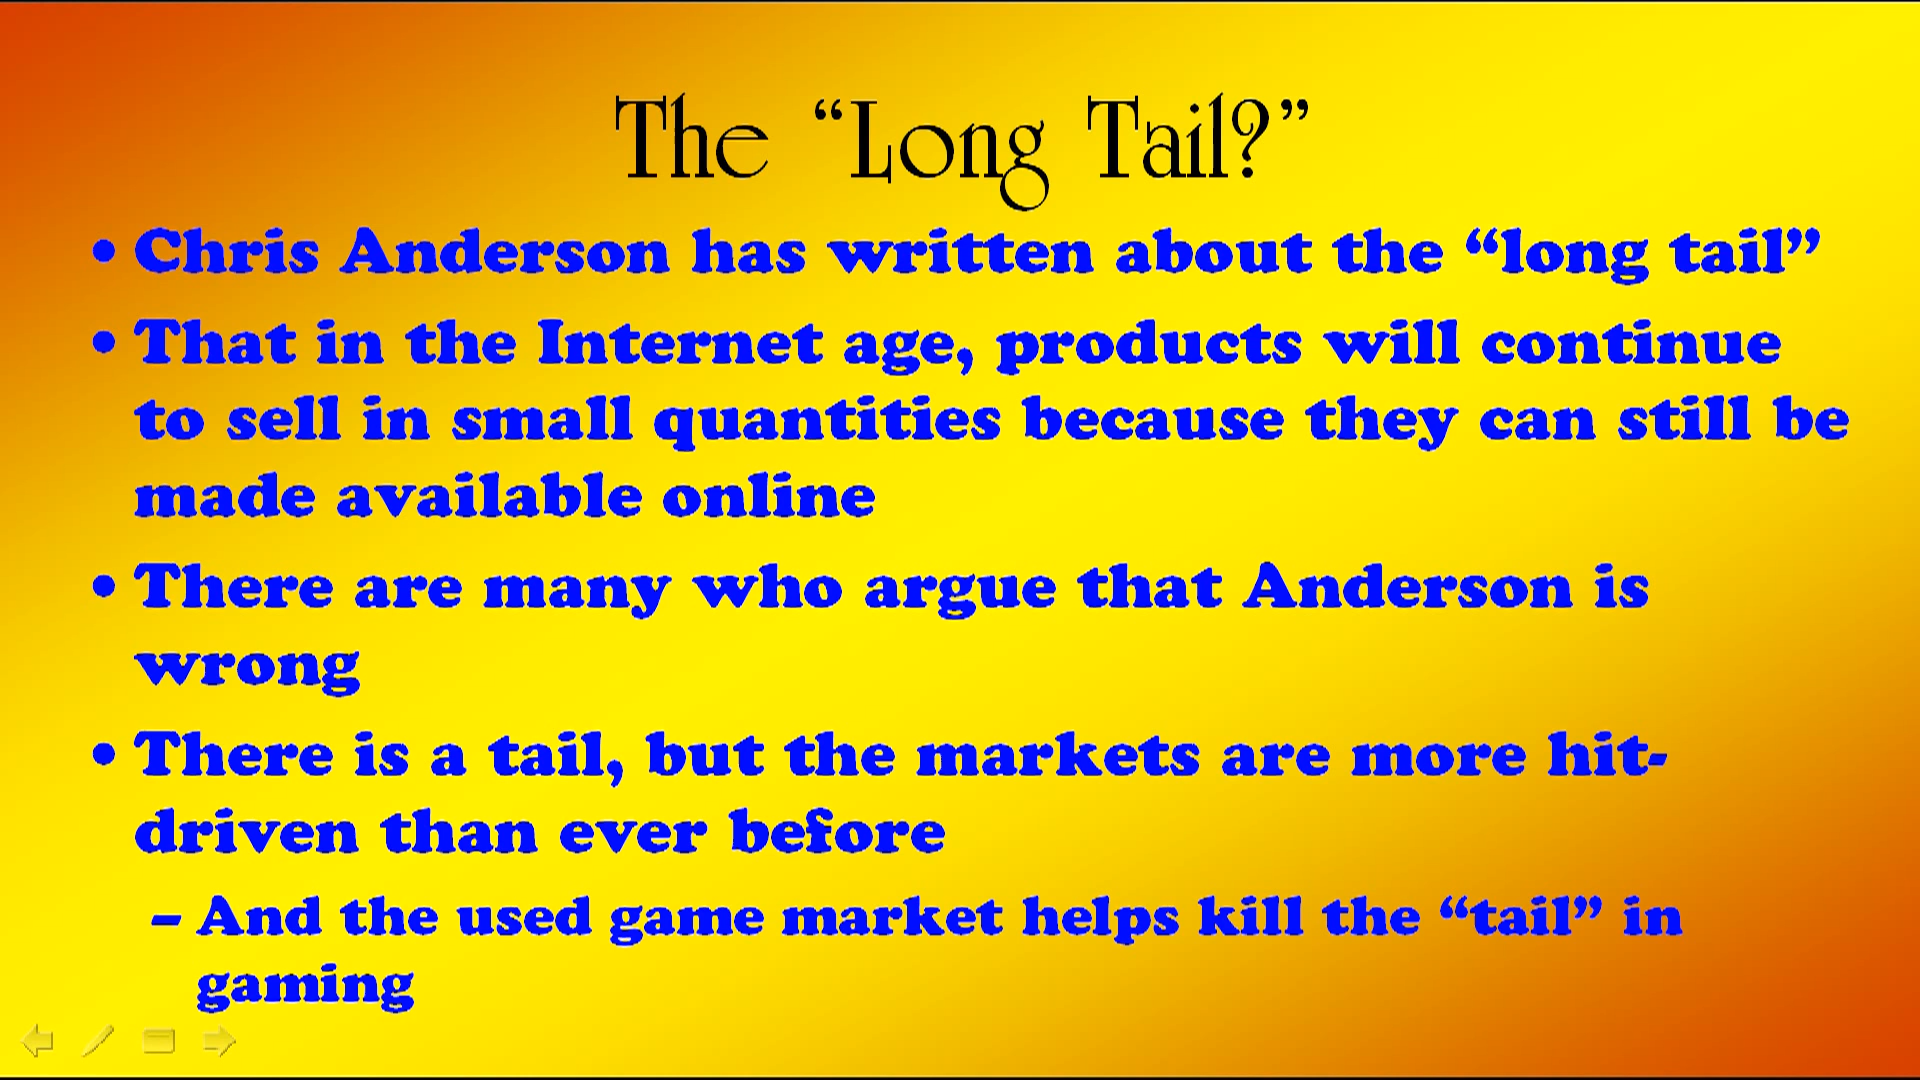 The “Long Tail?”
• Chris Anderson has written about the “long tail”
• That in the Internet age, products will continue
to sell in small quantities because they can still be
made available online
• There are many who argue that Anderson is
wrong
• There is a tail, but the markets are more hit-
driven than ever before
– And the used game market helps kill the “tail” in
gaming